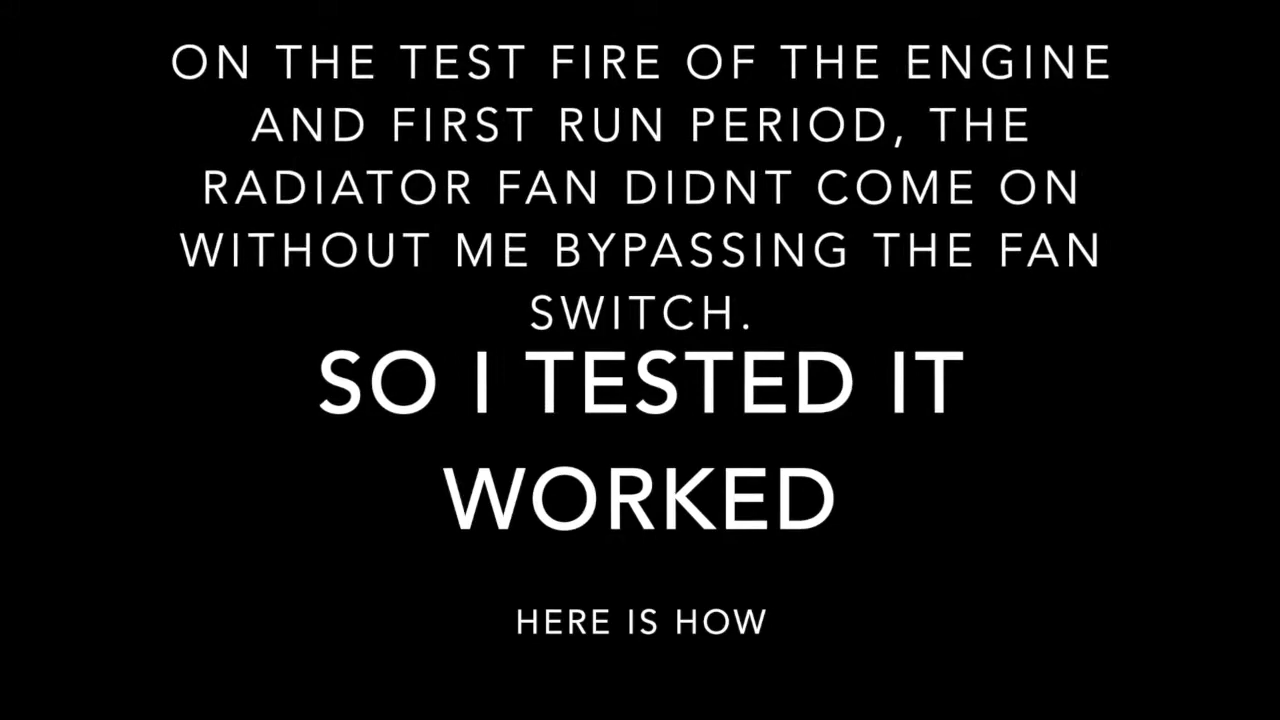 ON THE TEST FIRE OF THE ENGINE
AND FIRST RUN PERIOD, THE
RADIATOR FAN DIDNT COME ON
WITHOUT ME BYPASSING THE FAN
SWITCH.
SO I TESTED IT
WORKED
HERE IS HOW